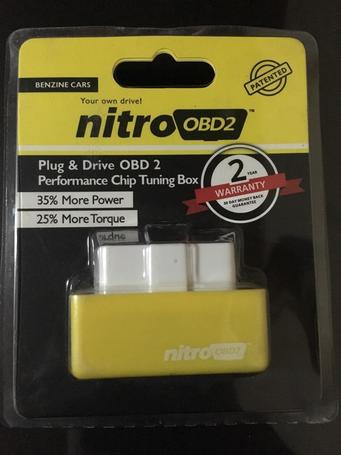 BENZINE CARS
PATENTED
Your own drive!
nitro OBD2 ™
Plug & Drive OBD 2
Performance Chip Tuning Box
35% More Power
25% More Torque
2 YEAR
WARRANTY
30 DAY MONEY BACK
GUARANTEE
nitro OBD2